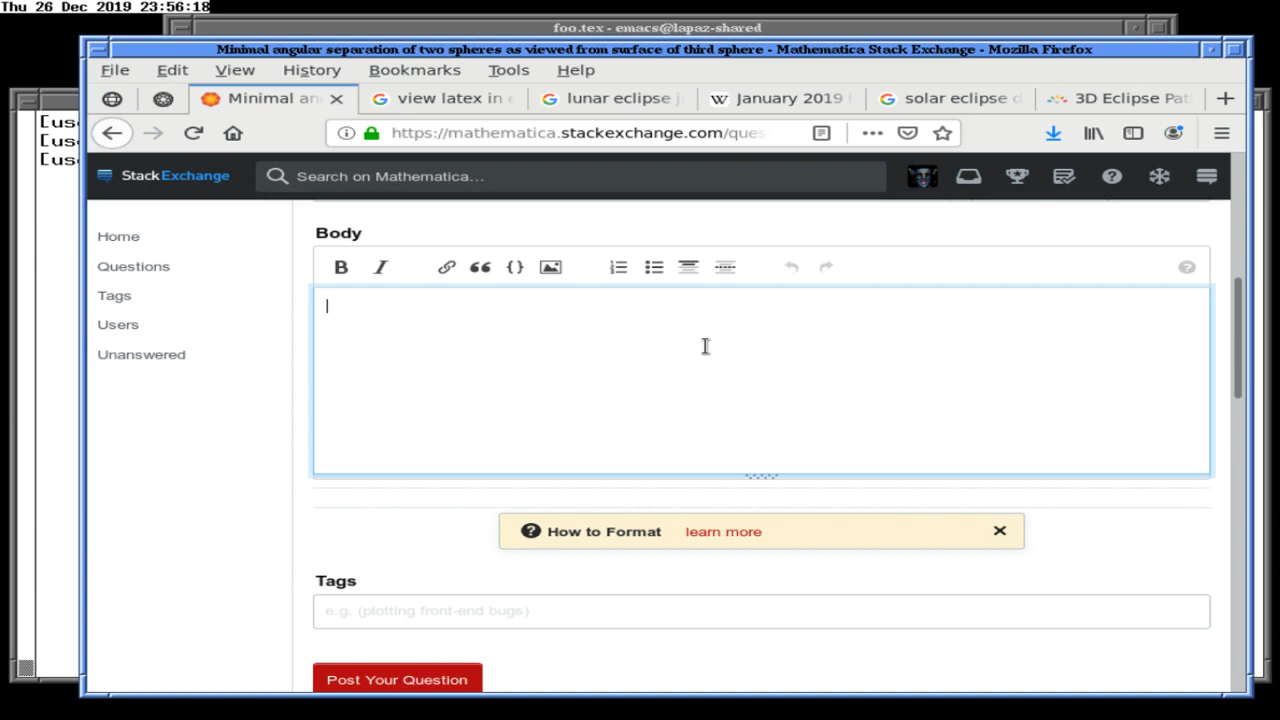 Thu 26 Dec 2019 23:56:18
foo.tex - emacs@lapaz-shared
Minimal angular separation of two spheres as viewed from surface of third sphere - Mathematica Stack Exchange - Mozilla Firefox
File Edit View History Bookmarks Tools Help
Minimal an view latex in e lunar eclipse j January 2019 l solar eclipse d 3D Eclipse Pat
https://mathematica.stackexchange.com/ques
[use
[use
[use
StackExchange Search on Mathematica...
Home
Questions
Tags
Users
Unanswered
Body
B I
How to Format learn more
Tags
e.g. (plotting front-end bugs)
Post Your Question